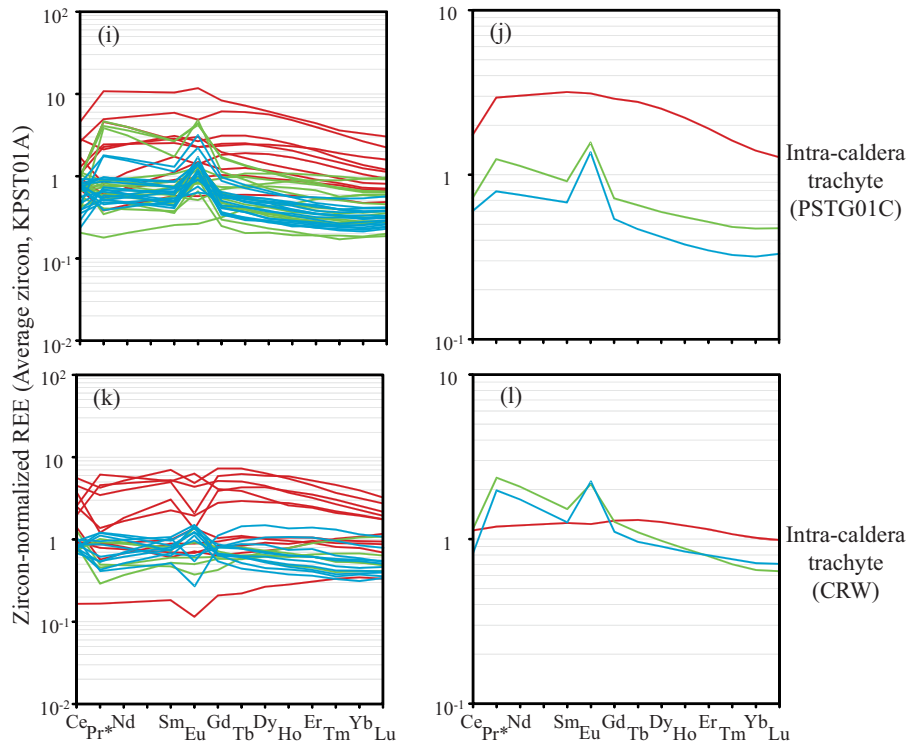 Zircon-normalized REE (Average zircon, KPST01A)
10²
10
1
10⁻¹
10⁻²
(i)
10
1
10⁻¹
(j)
Intra-caldera
trachyte
(PSTG01C)
10²
10
1
10⁻¹
10⁻²
(k)
Ce Pr* Nd Sm Eu Gd Tb Dy Ho Er Tm Yb Lu
10
1
10⁻¹
(l)
Ce Pr* Nd Sm Eu Gd Tb Dy Ho Er Tm Yb Lu
Intra-caldera
trachyte
(CRW)